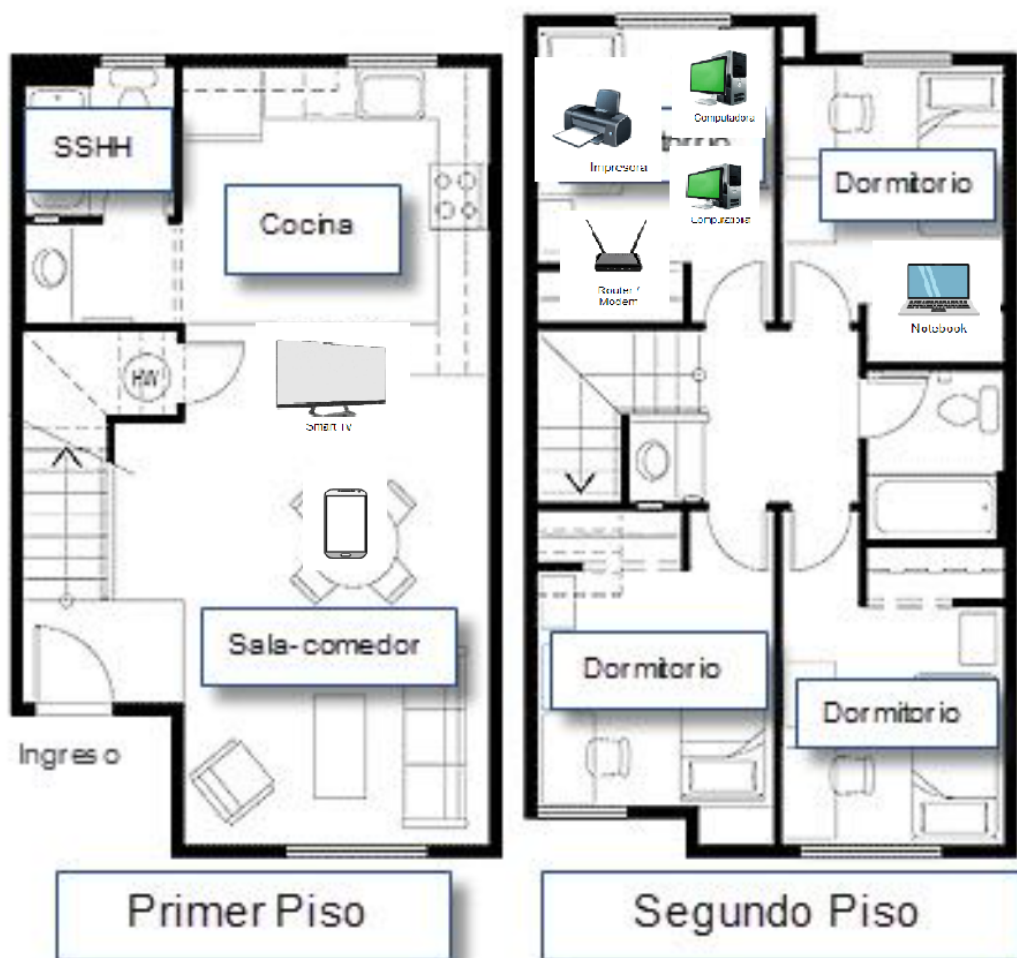 SSHH
Cocina
HW
Smart TV
Sala-comedor
Ingreso
Primer Piso
Impresora
Computadora
Computadora
Router /
Modem
Dormitorio
Notebook
Dormitorio
Dormitorio
Segundo Piso